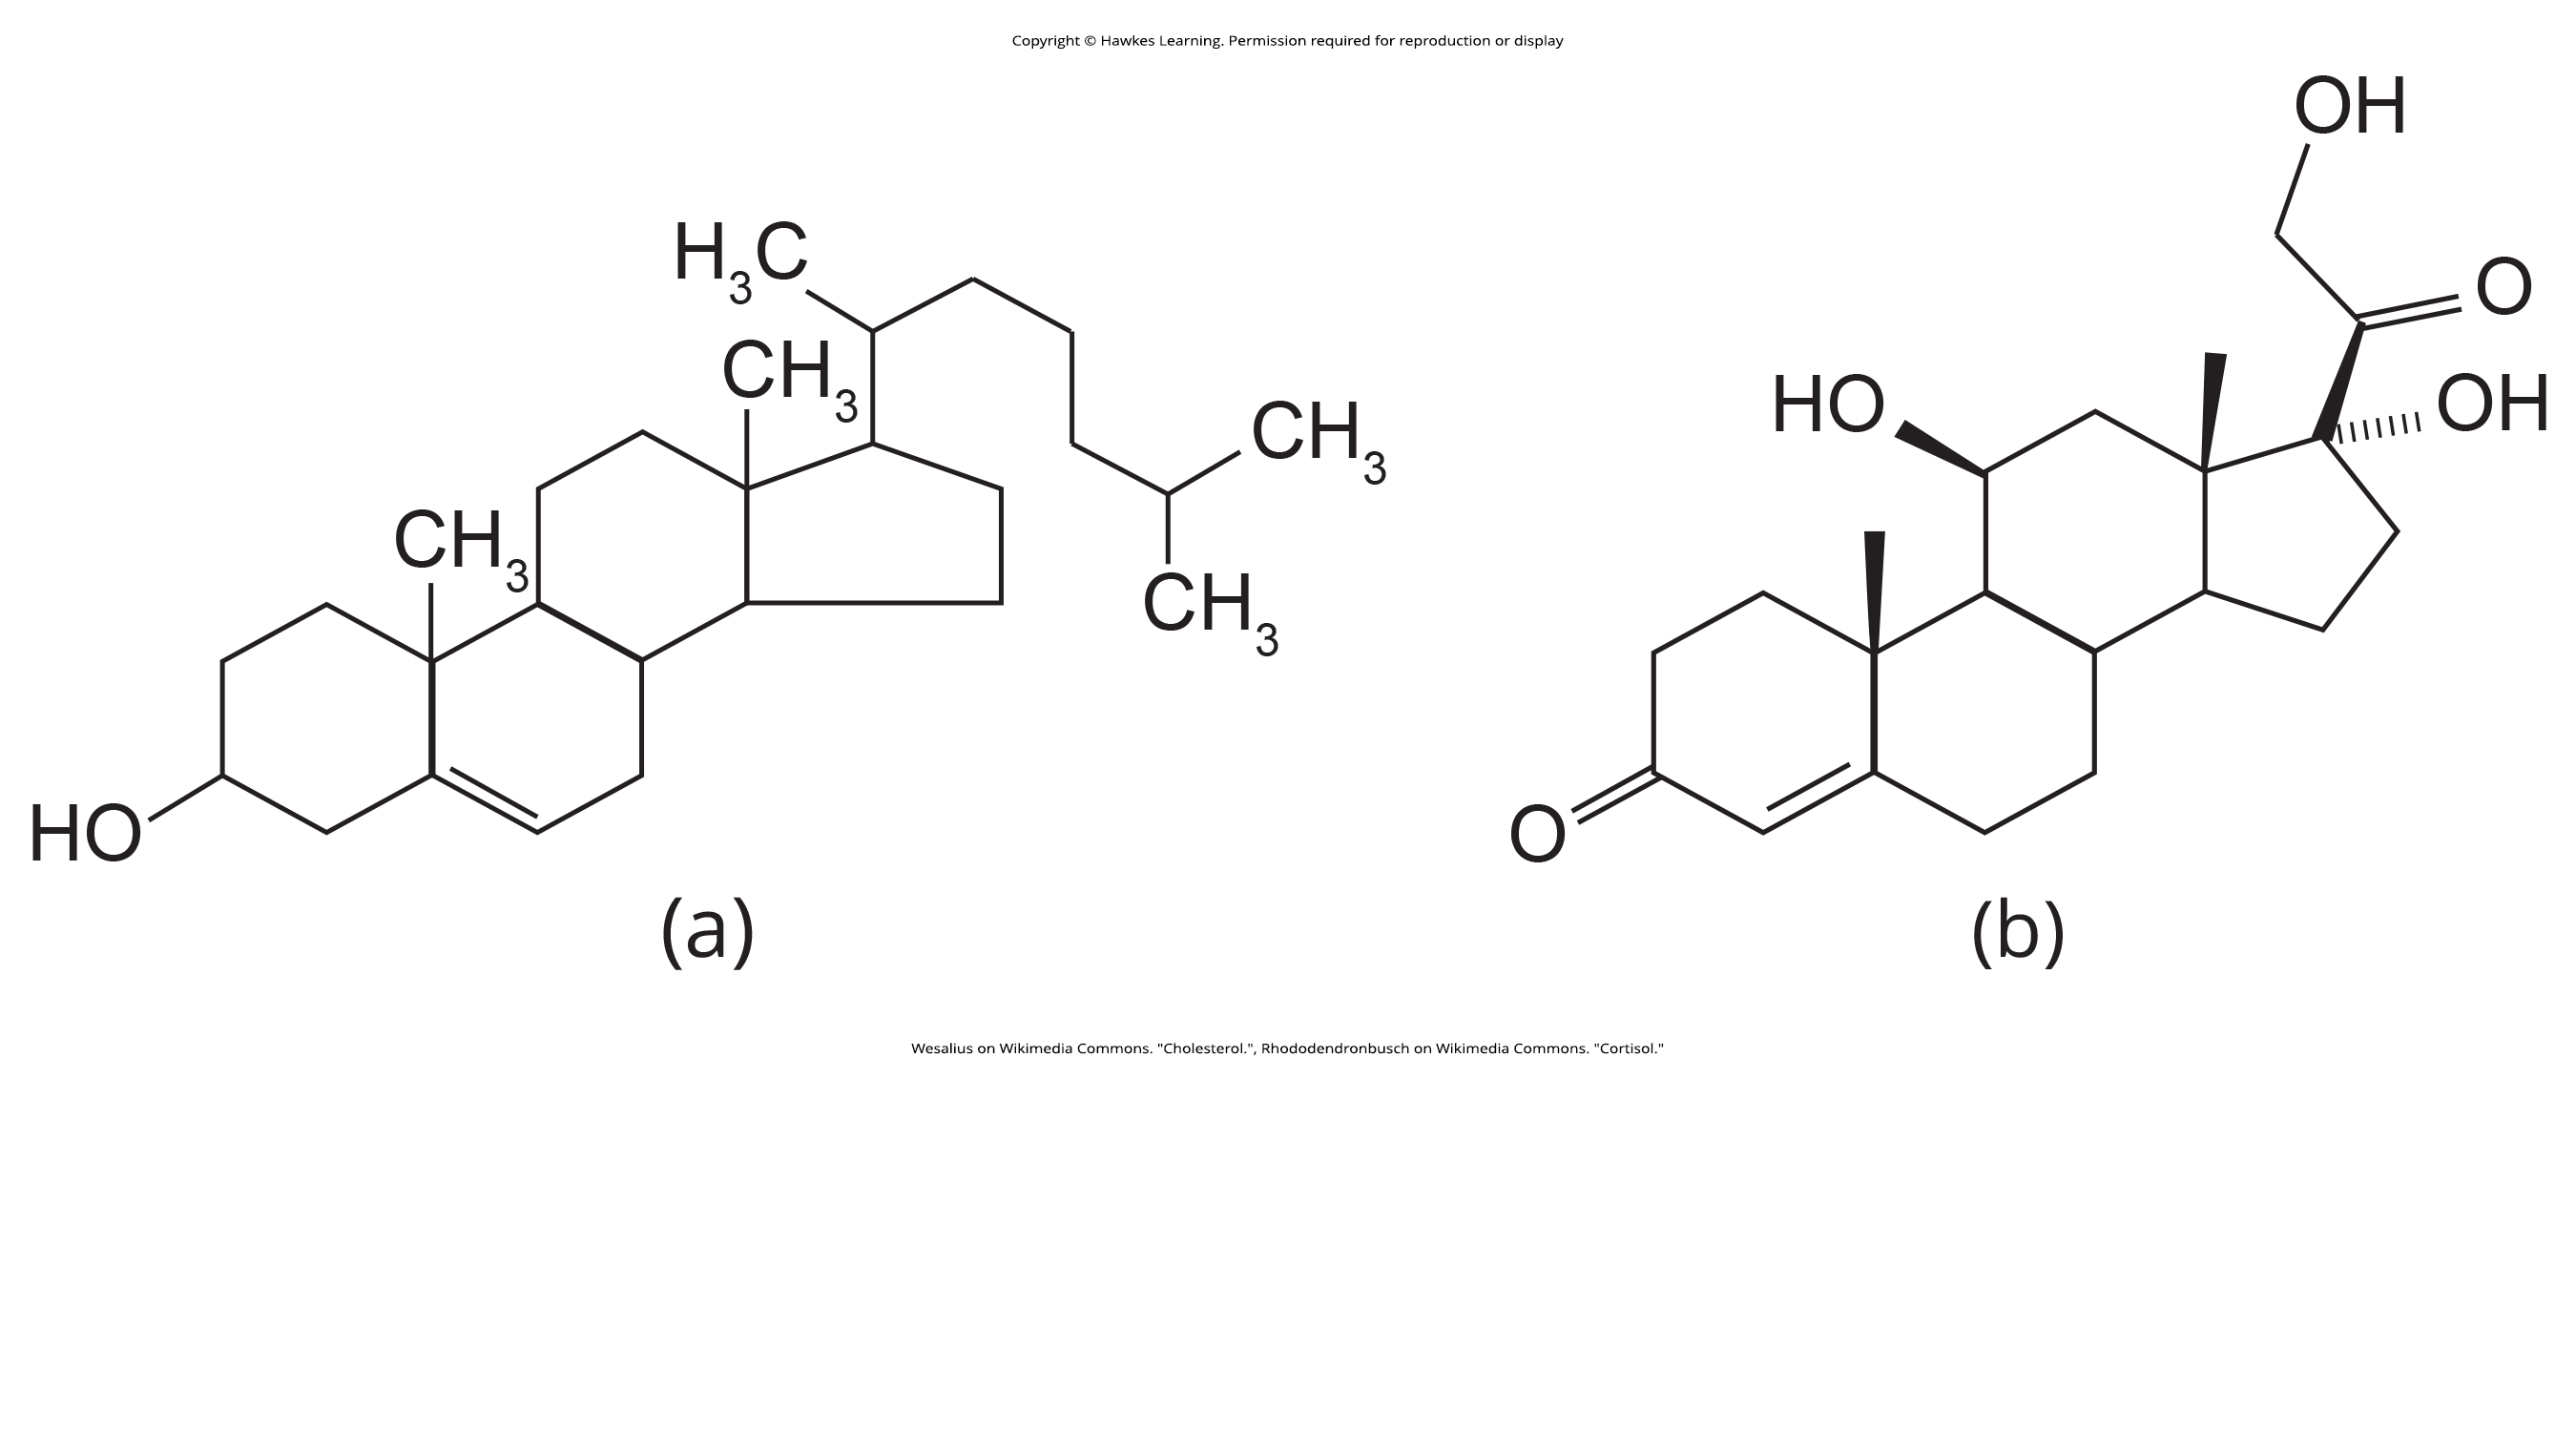 Copyright © Hawkes Learning. Permission required for reproduction or display
H3C
CH3
CH3
CH3
CH3
HO
(a)
OH
O
HO
OH
O
(b)
Wesalius on Wikimedia Commons. "Cholesterol.", Rhododendronbusch on Wikimedia Commons. "Cortisol."